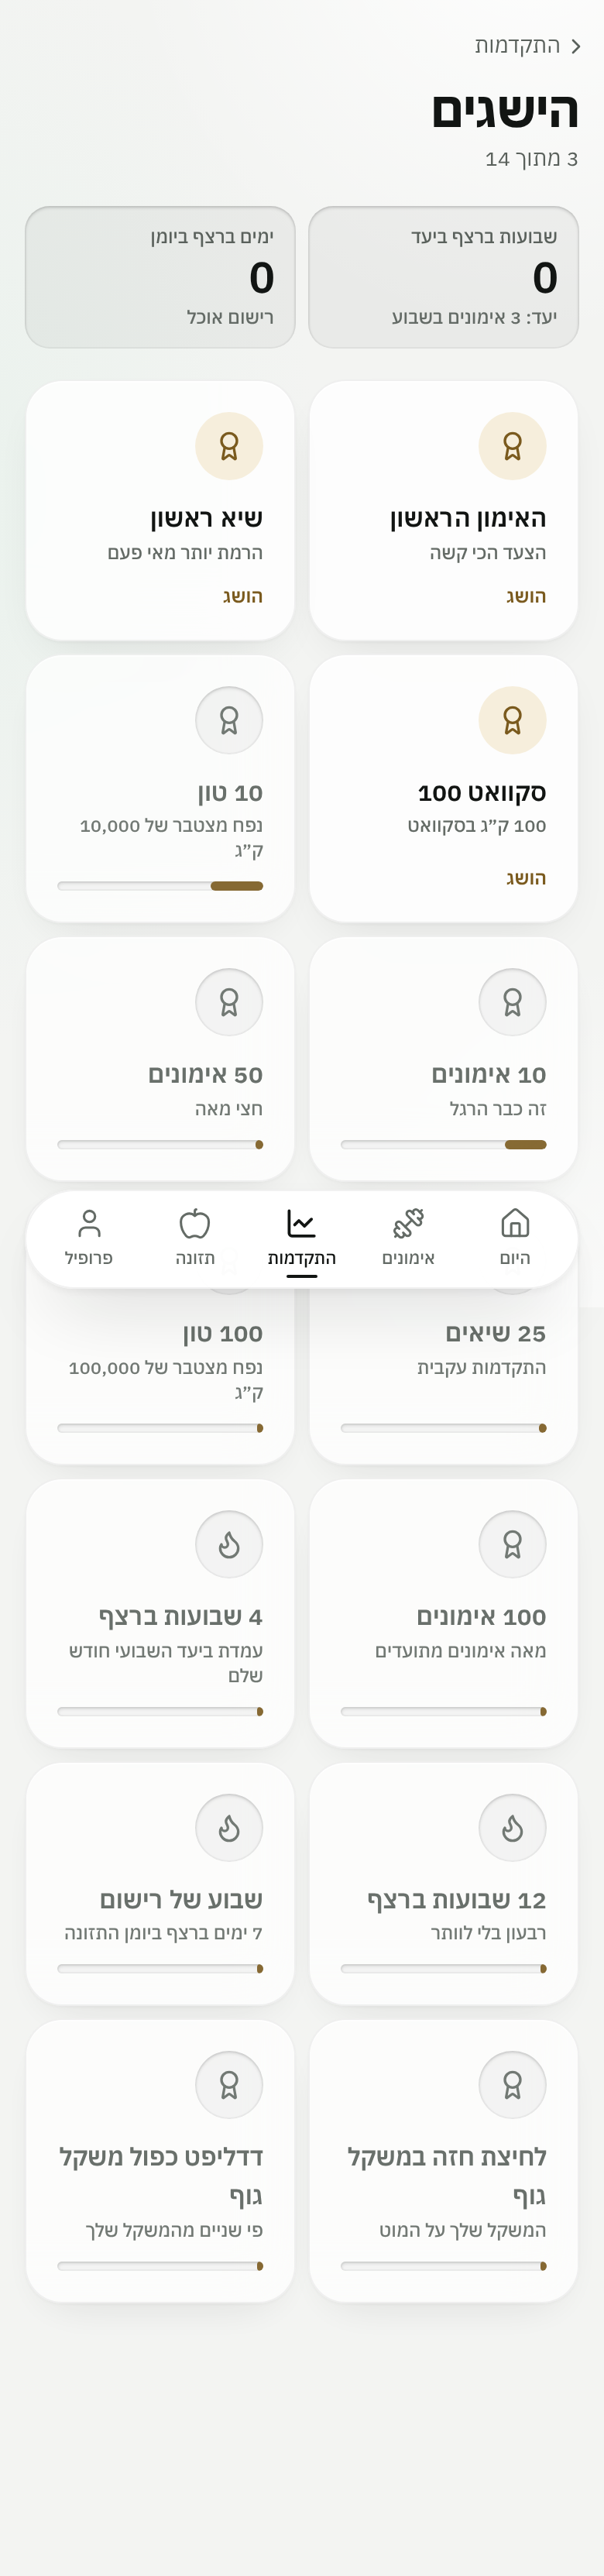 התקדמות
הישגים
3 מתוך 14
שבועות ברצף ביעד
0
יעד: 3 אימונים בשבוע
ימים ברצף ביומן
0
רישום אוכל
האימון הראשון
הצעד הכי קשה
הושג
שיא ראשון
הרמת יותר מאי פעם
הושג
סקוואט 100
100 ק״ג בסקוואט
הושג
10 טון
נפח מצטבר של 10,000
ק״ג
10 אימונים
זה כבר הרגל
50 אימונים
חצי מאה
היום
אימונים
התקדמות
תזונה
פרופיל
25 שיאים
התקדמות עקבית
100 טון
נפח מצטבר של 100,000
ק״ג
100 אימונים
מאה אימונים מתועדים
4 שבועות ברצף
עמדת ביעד השבועי חודש
שלם
12 שבועות ברצף
רבעון בלי לוותר
שבוע של רישום
7 ימים ברצף ביומן התזונה
לחיצת חזה במשקל
גוף
המשקל שלך על המוט
דדליפט כפול משקל
גוף
פי שניים מהמשקל שלך